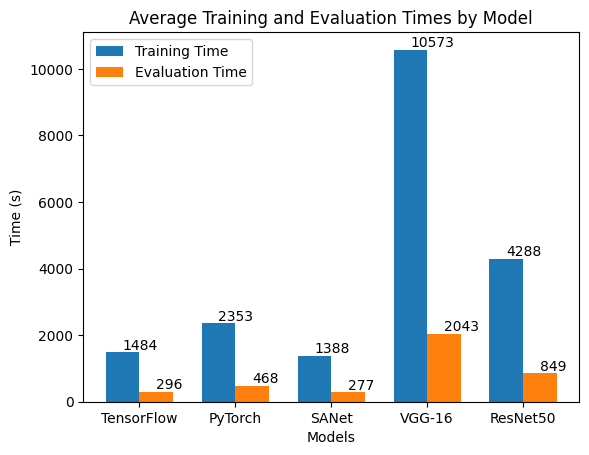 Average Training and Evaluation Times by Model
Training Time
Evaluation Time
Time (s)
10000
8000
6000
4000
2000
0
1484
296
2353
468
1388
277
10573
2043
4288
849
TensorFlow
PyTorch
SANet
VGG-16
ResNet50
Models